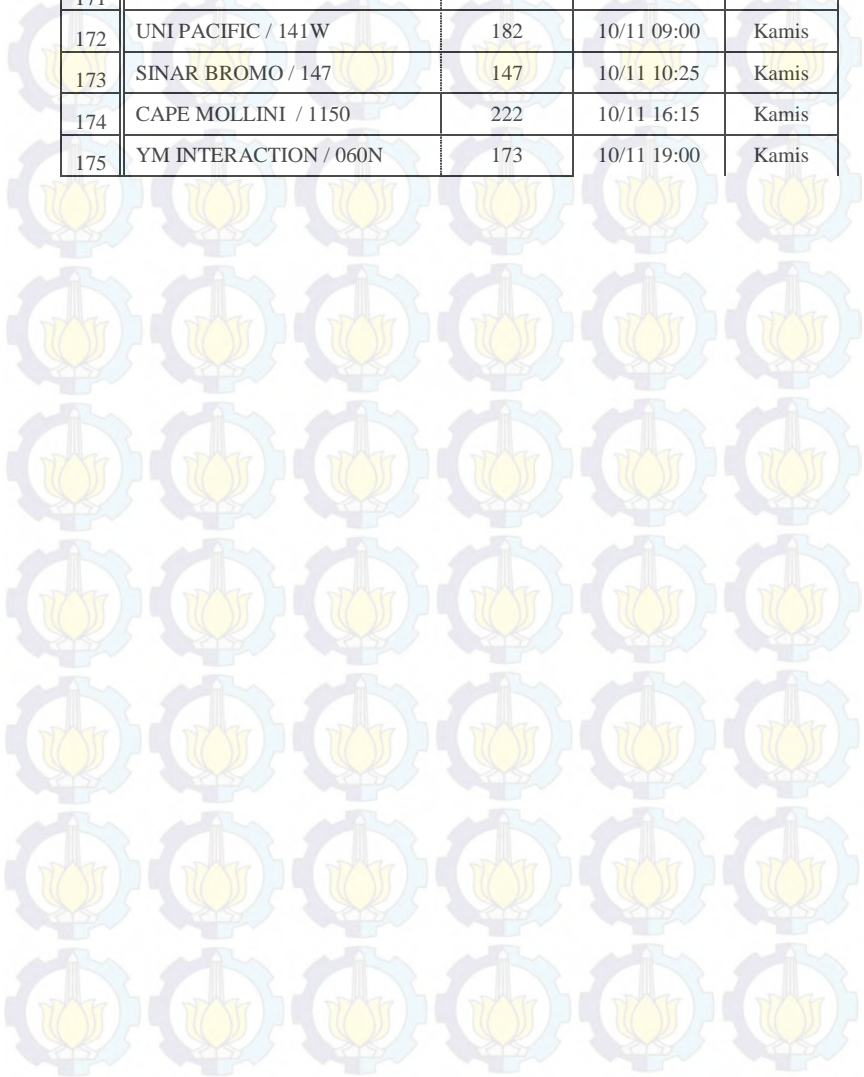 171
172 UNI PACIFIC / 141W 182 10/11 09:00 Kamis
173 SINAR BROMO / 147 147 10/11 10:25 Kamis
174 CAPE MOLLINI / 1150 222 10/11 16:15 Kamis
175 YM INTERACTION / 060N 173 10/11 19:00 Kamis